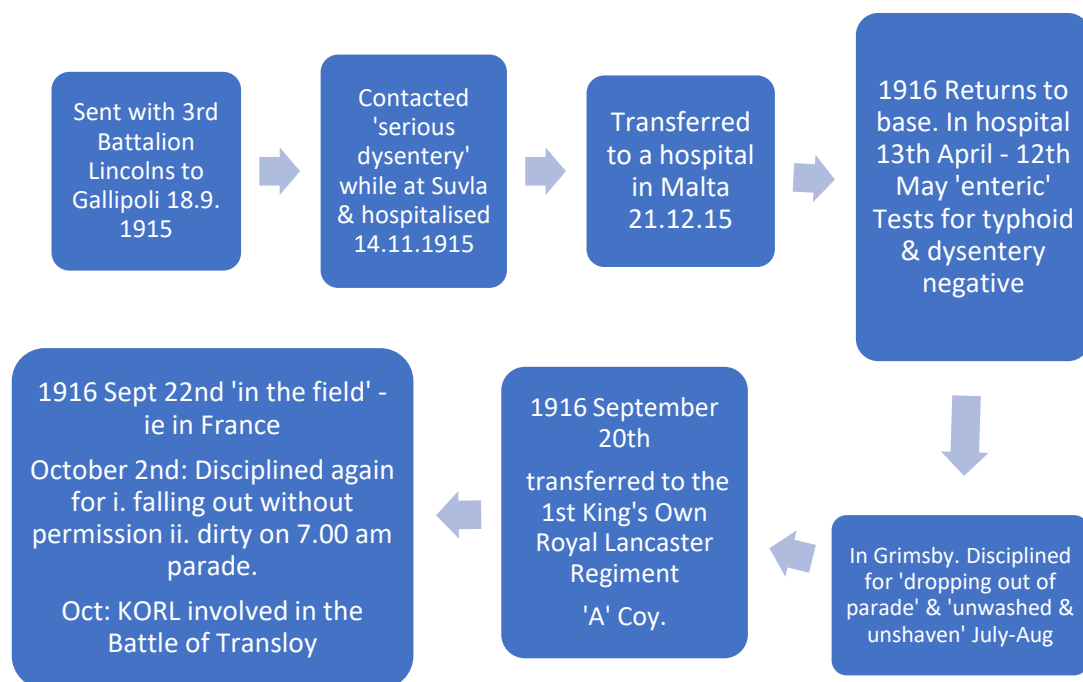 Sent with 3rd
Battalion
Lincolns to
Gallipoli 18.9.
1915
Contacted
'serious
dysentery'
while at Suvla
& hospitalised
14.11.1915
Transferred
to a hospital
in Malta
21.12.15
1916 Returns to
base. In hospital
13th April - 12th
May 'enteric'
Tests for typhoid
& dysentery
negative
In Grimsby. Disciplined
for 'dropping out of
parade' & 'unwashed &
unshaven' July-Aug
1916 September
20th
transferred to the
1st King's Own
Royal Lancaster
Regiment
'A' Coy.
1916 Sept 22nd 'in the field' -
ie in France
October 2nd: Disciplined again
for i. falling out without
permission ii. dirty on 7.00 am
parade.
Oct: KORL involved in the
Battle of Transloy